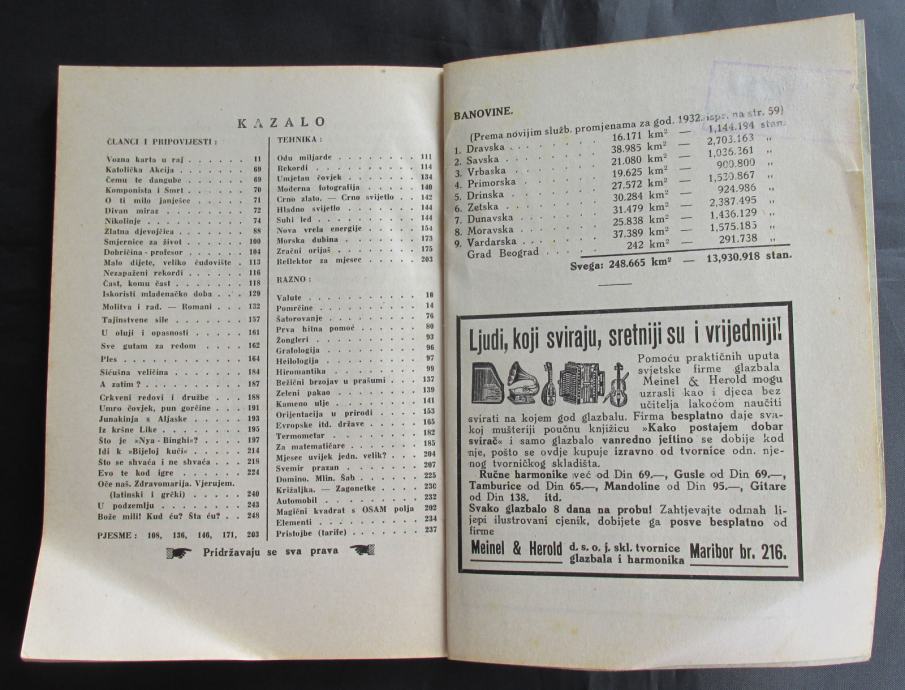 KAZALO
ČLANCI I PRIPOVIJESTI :
Vozna karta u raj . . . . . . 11
Katolička Akcija . . . . . . 69
Čemu te dangube . . . . . . 69
Komponista i Smrt . . . . . . 70
O ti milo janješce . . . . . . 71
Divan miraz . . . . . . 72
Nikolinje . . . . . . 74
Zlatna djevojčica . . . . . . 88
Smjernice za život . . . . . . 100
Dobričina - profesor . . . . . . 104
Malo dijete, veliko čudovište . . 113
Nezapaženi rekordi . . . . . . 116
Čast, komu čast . . . . . . 118
Iskoristi mladenačko doba . . . 129
Molitva i rad. — Romani . . . 132
Tajinstvene sile . . . . . . 157
U oluji i opasnosti . . . . . . 161
Sve gutam za redom . . . . 162
Ples . . . . . . 164
Sićušna veličina . . . . . . 184
A zatim ? . . . . . . 187
Crkveni redovi i družbe . . . 188
Umro čovjek, pun gorčine . . . 191
Junakinja s Aljaske . . . . 193
Iz kršne Like . . . . . . 195
Što je »Nya - Binghi«? . . . . 197
Idi k »Bijeloj kući« . . . . . 214
Što se shvaća i ne shvaća . . . 218
Evo te kod igre . . . . . . 224
Oče naš. Zdravomarija. Vjerujem.
(latinski i grčki) . . . . . 240
U podzemlju . . . . . . 243
Bože mili! Kud ću? Šta ću? . . 248
PJESME : 108, 136, 146, 171, 203
TEHNIKA :
Odu milijarde . . . . . . 111
Rekordi . . . . . . 114
Umjetan čovjek . . . . . . 134
Moderna fotografija . . . . . 140
Crno zlato. — Crno svijetlo . . 142
Hladno svijetlo . . . . . . 144
Suhi led . . . . . . 144
Nova vrela energije . . . . . 154
Morska dubina . . . . . . 173
Zračni orijaš . . . . . . 175
Reflektor za mjesec . . . . . 203
RAZNO :
Valute . . . . . . 10
Pomrčine . . . . . . 14
Šatorovanje . . . . . . 76
Prva hitna pomoć . . . . . 80
Žongleri . . . . . . 93
Grafologija . . . . . . 96
Heilologija . . . . . . 97
Hiromantika . . . . . . 99
Bežični brzojav u prašumi . . . 137
Zeleni pakao . . . . . . 139
Kameno ulje . . . . . . 141
Orijentacija u prirodi . . . . 153
Evropske itd. države . . . . 165
Termometar . . . . . . 182
Za matematičare . . . . . . 185
Mjesec uvijek jedn. velik? . . . 204
Svemir prazan . . . . . . 207
Domino. Mlin. Šab . . . . . 225
Križaljka. — Zagonetke . . . 230
Automobil . . . . . . 232
Magični kvadrat s OSAM polja 202
Elementi . . . . . . 234
Pristojbe (tarife) . . . . . . 237
Pridržavaju se sva prava
BANOVINE.
(Prema novijim služb. promjenama za god. 1932. ispr. na str. 59)
1. Dravska . . . . 16.171 km² — 1,144.194 stan.
2. Savska . . . . 38.985 km² — 2,703.163 „
3. Vrbaska . . . . 21.080 km² — 1,036.361 „
4. Primorska . . . . 19.625 km² — 900.800 „
5. Drinska . . . . 27.572 km² — 1,530.867 „
6. Zetska . . . . 30.284 km² — 924.986 „
7. Dunavska . . . . 31.479 km² — 2,387.495 „
8. Moravska . . . . 25.838 km² — 1,436.129 „
9. Vardarska . . . . 37.389 km² — 1,575.185 „
Grad Beograd . . . 242 km² — 291.738 „
Svega: 248.665 km² — 13,930.918 stan.
Ljudi, koji sviraju, sretniji su i vrijedniji!
Pomoću praktičnih uputa
svjetske firme glazbala
Meinel & Herold mogu
uzrasli kao i djeca bez
učitelja lakoćom naučiti
svirati na kojem god glazbalu. Firma besplatno daje sva-
koj mušteriji poučnu knjižicu »Kako postajem dobar
svirač« i samo glazbalo vanredno jeftino se dobije kod
nje, pošto se ovdje kupuje izravno od tvornice odn. nje-
nog tvorničkog skladišta.
Ručne harmonike već od Din 69.—, Gusle od Din 69.—,
Tamburice od Din 65.—, Mandoline od Din 95.—, Gitare
od Din 138. itd.
Svako glazbalo 8 dana na probu! Zahtjevajte odmah li-
jepi ilustrovani cjenik, dobijete ga posve besplatno od
firme
Meinel & Herold d. s. o. j. skl. tvornice
glazbala i harmonika Maribor br. 216.